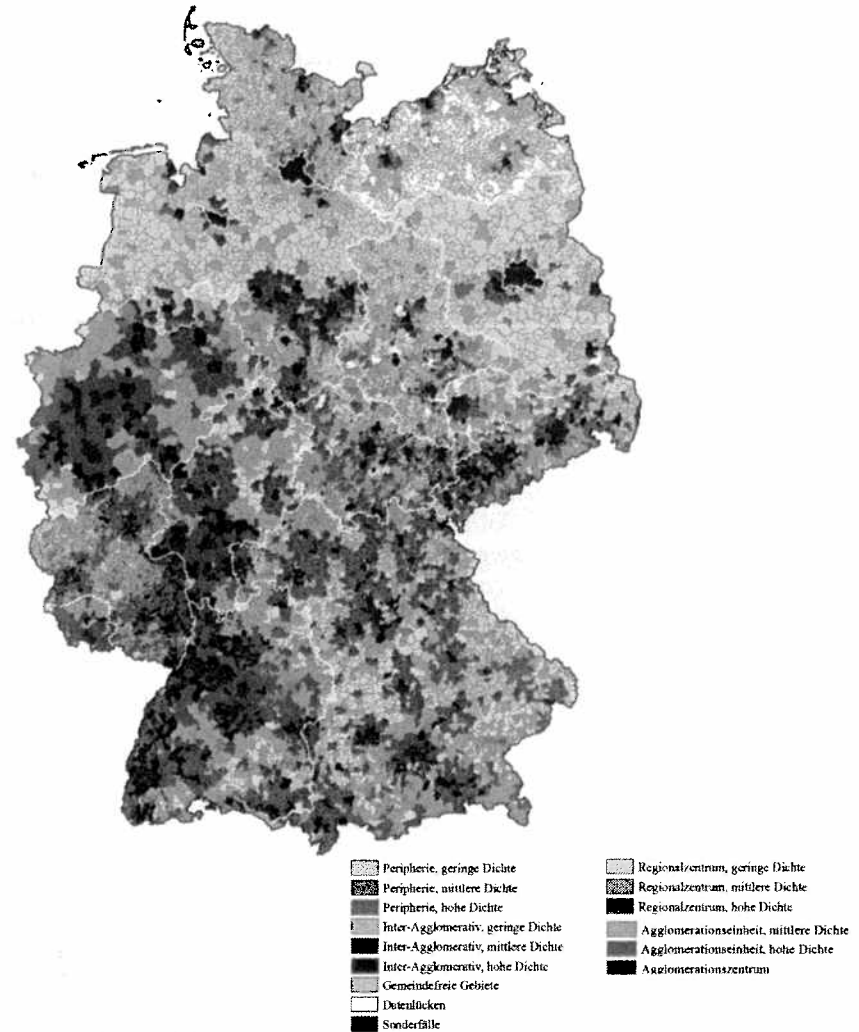 Peripherie, geringe Dichte
Peripherie, mittlere Dichte
Peripherie, hohe Dichte
Inter-Agglomerativ, geringe Dichte
Inter-Agglomerativ, mittlere Dichte
Inter-Agglomerativ, hohe Dichte
Gemeindefreie Gebiete
Datenlücken
Sonderfälle
Regionalzentrum, geringe Dichte
Regionalzentrum, mittlere Dichte
Regionalzentrum, hohe Dichte
Agglomerationseinheit, mittlere Dichte
Agglomerationseinheit, hohe Dichte
Agglomerationszentrum